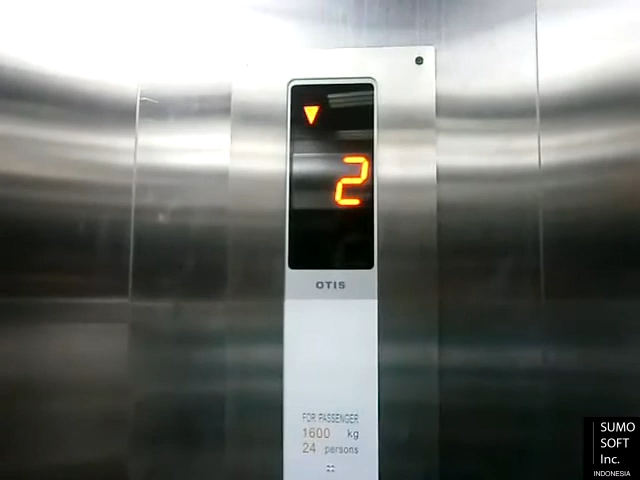 2
OTIS
FOR PASSENGER
1600 kg
24 persons
SUMO
SOFT
Inc.
INDONESIA